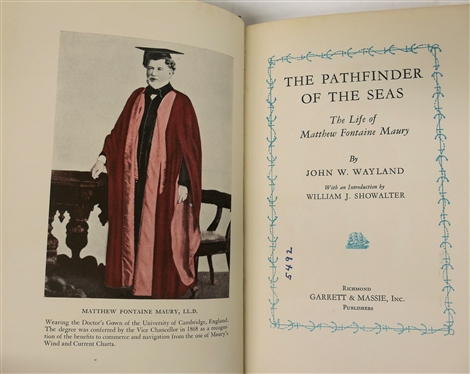 MATTHEW FONTAINE MAURY, LL.D.
Wearing the Doctor's Gown of the University of Cambridge, England.
The degree was conferred by the Vice Chancellor in 1868 as a recogni-
tion of the benefits to commerce and navigation from the use of Maury's
Wind and Current Charts.
THE PATHFINDER
OF THE SEAS
The Life of
Matthew Fontaine Maury
By
JOHN W. WAYLAND
With an Introduction by
WILLIAM J. SHOWALTER
5492
RICHMOND
GARRETT & MASSIE, INC.
PUBLISHERS